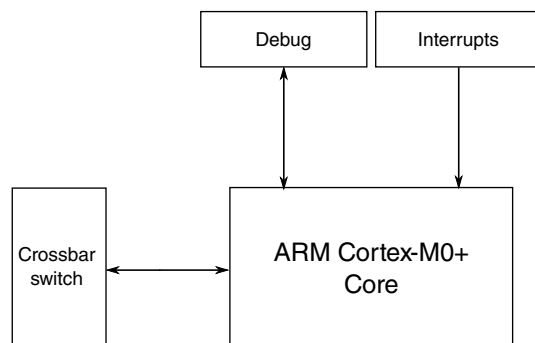 Debug
Interrupts
Crossbar
switch
ARM Cortex-M0+
Core